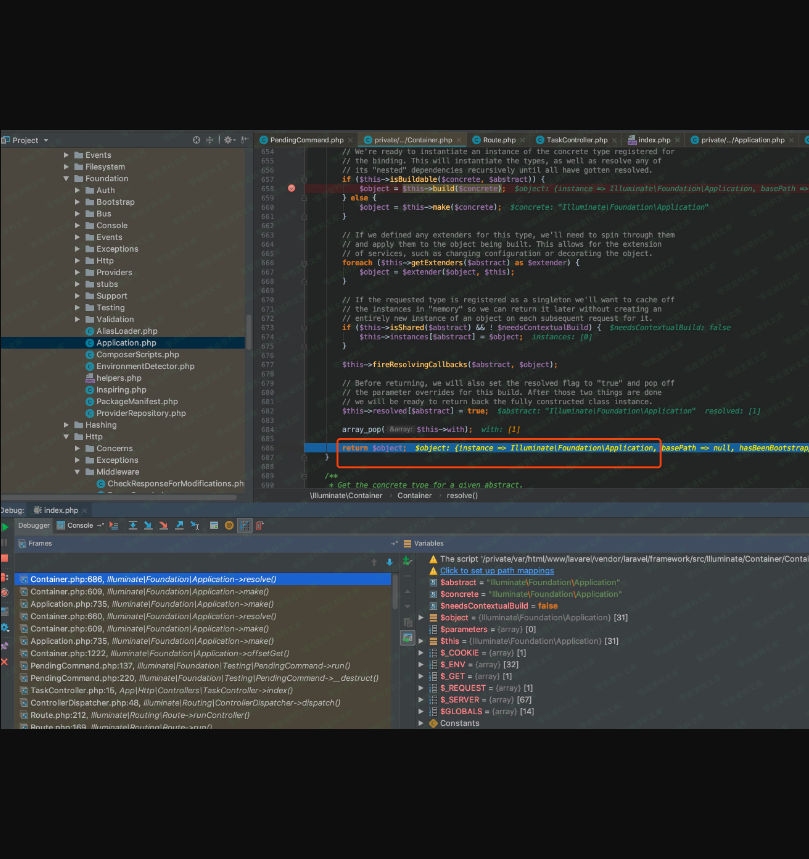 Project
PendingCommand.php
private/.../Container.php
Route.php
TaskController.php
index.php
private/.../Application.php
Events
Filesystem
Foundation
Auth
Bootstrap
Bus
Console
Events
Exceptions
Http
Providers
stubs
Support
Testing
Validation
AliasLoader.php
Application.php
ComposerScripts.php
EnvironmentDetector.php
helpers.php
Inspiring.php
PackageManifest.php
ProviderRepository.php
Hashing
Http
Concerns
Exceptions
Middleware
CheckResponseForModifications.ph
654 // We're ready to instantiate an instance of the concrete type registered for
655 // the binding. This will instantiate the types, as well as resolve any of
656 // its "nested" dependencies recursively until all have gotten resolved.
657 if ($this->isBuildable($concrete, $abstract)) {
658 $object = $this->build($concrete); $object: {instance => Illuminate\Foundation\Application, basePath =>
659 } else {
660 $object = $this->make($concrete); $concrete: "Illuminate\Foundation\Application"
661 }
662
663 // If we defined any extenders for this type, we'll need to spin through them
664 // and apply them to the object being built. This allows for the extension
665 // of services, such as changing configuration or decorating the object.
666 foreach ($this->getExtenders($abstract) as $extender) {
667 $object = $extender($object, $this);
668 }
669
670 // If the requested type is registered as a singleton we'll want to cache off
671 // the instances in "memory" so we can return it later without creating an
672 // entirely new instance of an object on each subsequent request for it.
673 if ($this->isShared($abstract) && ! $needsContextualBuild) { $needsContextualBuild: false
674 $this->instances[$abstract] = $object; instances: [0]
675 }
676
677 $this->fireResolvingCallbacks($abstract, $object);
678
679 // Before returning, we will also set the resolved flag to "true" and pop off
680 // the parameter overrides for this build. After those two things are done
681 // we will be ready to return back the fully constructed class instance.
682 $this->resolved[$abstract] = true; $abstract: "Illuminate\Foundation\Application" resolved: [1]
683
684 array_pop( &array: $this->with); with: [1]
685
686 return $object; $object: {instance => Illuminate\Foundation\Application, basePath => null, hasBeenBootstrap
687 }
688
689 /**
690 * Get the concrete type for a given abstract.
\Illuminate\Container Container resolve()
Debug: index.php
Debugger Console
Frames
Container.php:686, Illuminate\Foundation\Application->resolve()
Container.php:609, Illuminate\Foundation\Application->make()
Application.php:735, Illuminate\Foundation\Application->make()
Container.php:660, Illuminate\Foundation\Application->resolve()
Container.php:609, Illuminate\Foundation\Application->make()
Application.php:735, Illuminate\Foundation\Application->make()
Container.php:1222, Illuminate\Foundation\Application->offsetGet()
PendingCommand.php:137, Illuminate\Foundation\Testing\PendingCommand->run()
PendingCommand.php:220, Illuminate\Foundation\Testing\PendingCommand->__destruct()
TaskController.php:15, App\Http\Controllers\TaskController->index()
ControllerDispatcher.php:48, Illuminate\Routing\ControllerDispatcher->dispatch()
Route.php:212, Illuminate\Routing\Route->runController()
Route.php:169, Illuminate\Routing\Route->run()
Variables
The script '/private/var/html/www/lavarel/vendor/laravel/framework/src/Illuminate/Container/Contai
Click to set up path mappings
$abstract = "Illuminate\Foundation\Application"
$concrete = "Illuminate\Foundation\Application"
$needsContextualBuild = false
$object = {Illuminate\Foundation\Application} [31]
$parameters = {array} [0]
$this = {Illuminate\Foundation\Application} [31]
$_COOKIE = {array} [1]
$_ENV = {array} [32]
$_GET = {array} [1]
$_REQUEST = {array} [1]
$_SERVER = {array} [67]
$GLOBALS = {array} [14]
Constants